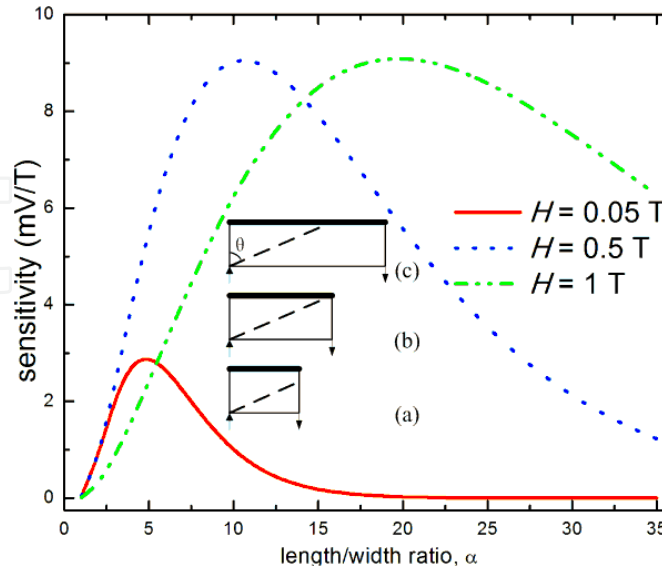 10
8
6
4
2
0
sensitivity (mV/T)
H = 0.05 T
H = 0.5 T
H = 1 T
θ
(c)
(b)
(a)
0 5 10 15 20 25 30 35
length/width ratio, α